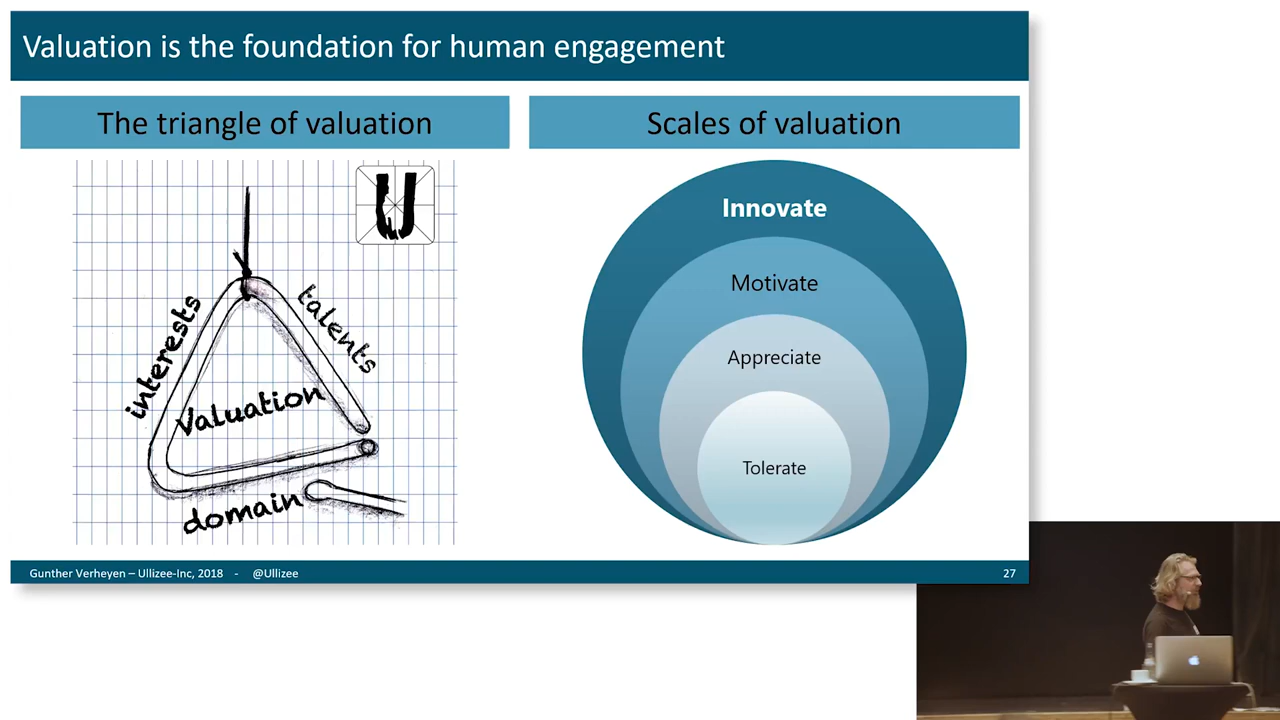 Valuation is the foundation for human engagement
The triangle of valuation
Scales of valuation
U
interests
talents
Valuation
domain
Innovate
Motivate
Appreciate
Tolerate
Gunther Verheyen – Ullizee-Inc, 2018 - @Ullizee
27